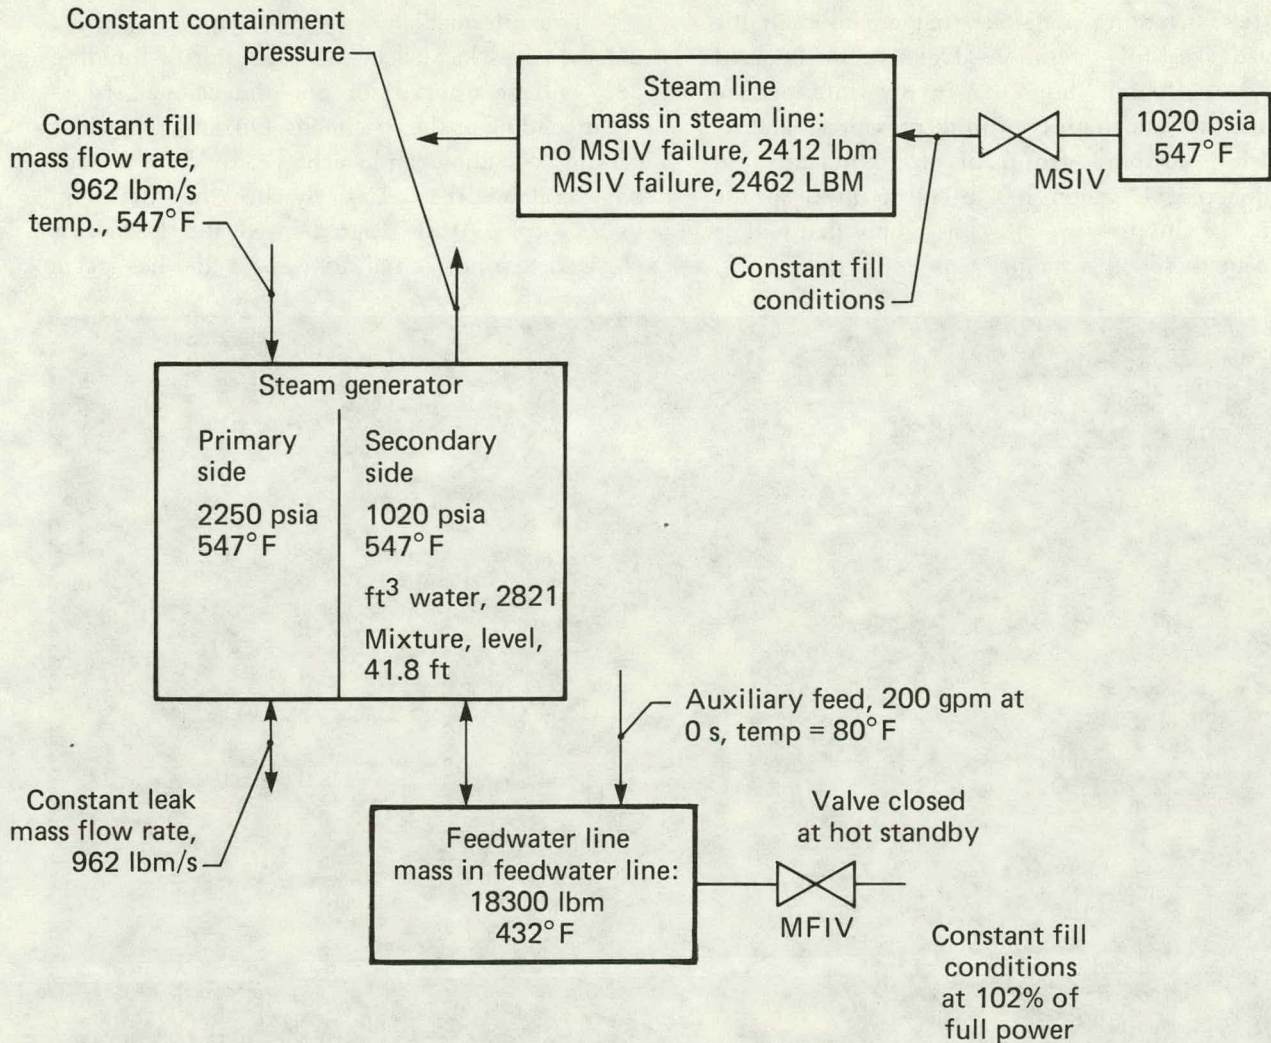 Constant containment
pressure
Constant fill
mass flow rate,
962 lbm/s
temp., 547°F
Steam line
mass in steam line:
no MSIV failure, 2412 lbm
MSIV failure, 2462 LBM
MSIV
1020 psia
547°F
Constant fill
conditions
Steam generator
Primary
side
2250 psia
547°F
Secondary
side
1020 psia
547°F
ft³ water, 2821
Mixture, level,
41.8 ft
Auxiliary feed, 200 gpm at
0 s, temp = 80°F
Constant leak
mass flow rate,
962 lbm/s
Feedwater line
mass in feedwater line:
18300 lbm
432°F
Valve closed
at hot standby
MFIV
Constant fill
conditions
at 102% of
full power